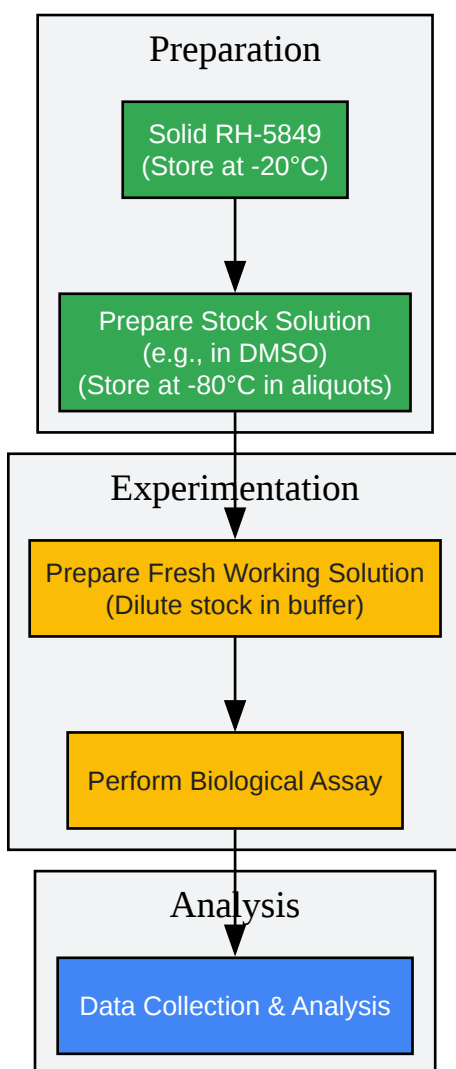 Preparation
Solid RH-5849
(Store at -20°C)
Prepare Stock Solution
(e.g., in DMSO)
(Store at -80°C in aliquots)
Experimentation
Prepare Fresh Working Solution
(Dilute stock in buffer)
Perform Biological Assay
Analysis
Data Collection & Analysis